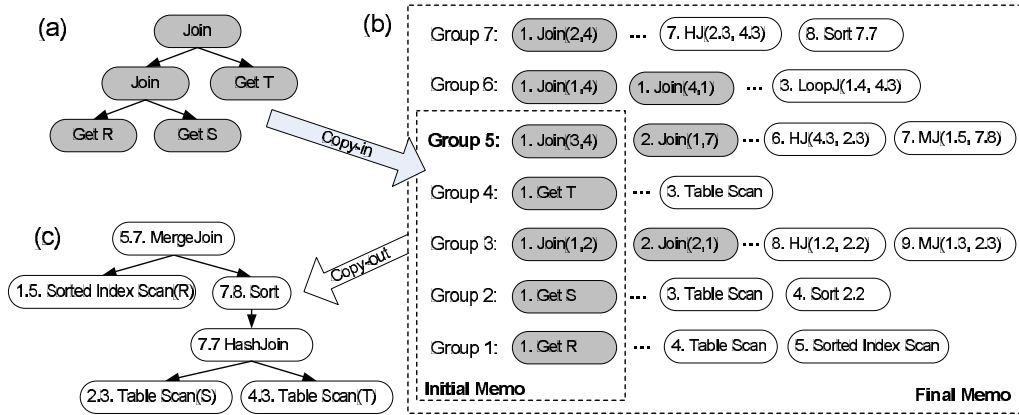 (a)
Join
Join
Get T
Get R
Get S
Copy-in
(b)
Group 7: 1. Join(2,4) ... 7. HJ(2.3, 4.3) 8. Sort 7.7
Group 6: 1. Join(1,4) 1. Join(4,1) ... 3. LoopJ(1.4, 4.3)
Group 5: 1. Join(3,4) 2. Join(1,7) ... 6. HJ(4.3, 2.3) 7. MJ(1.5, 7.8)
Group 4: 1. Get T ... 3. Table Scan
Group 3: 1. Join(1,2) 2. Join(2,1) ... 8. HJ(1.2, 2.2) 9. MJ(1.3, 2.3)
Group 2: 1. Get S ... 3. Table Scan 4. Sort 2.2
Group 1: 1. Get R ... 4. Table Scan 5. Sorted Index Scan
Initial Memo
Final Memo
Copy-out
(c)
5.7. MergeJoin
1.5. Sorted Index Scan(R)
7.8. Sort
7.7 HashJoin
2.3. Table Scan(S)
4.3. Table Scan(T)